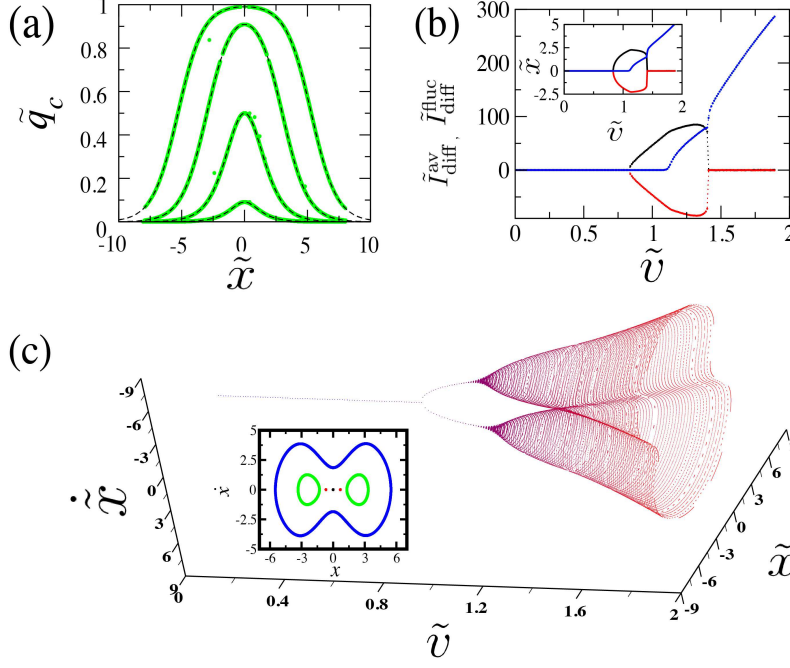 (a)
1
0.8
0.6
0.4
0.2
0
q̃c
-10 -5 0 5 10
x̃
(b)
300
200
100
0
Ĩ^av_diff , Ĩ^fluc_diff
0 0.5 1 1.5 2
ṽ
5
2.5
0
-2.5
x̃
0 1 2
ṽ
(c)
-9
-6
-3
0
3
6
9
ẋ̃
0 0.4 0.8 1.2 1.6 2
ṽ
-9
-6
-3
0
3
6
9
x̃
5
2.5
0
-2.5
-5
ẋ
-6 -3 0 3 6
x